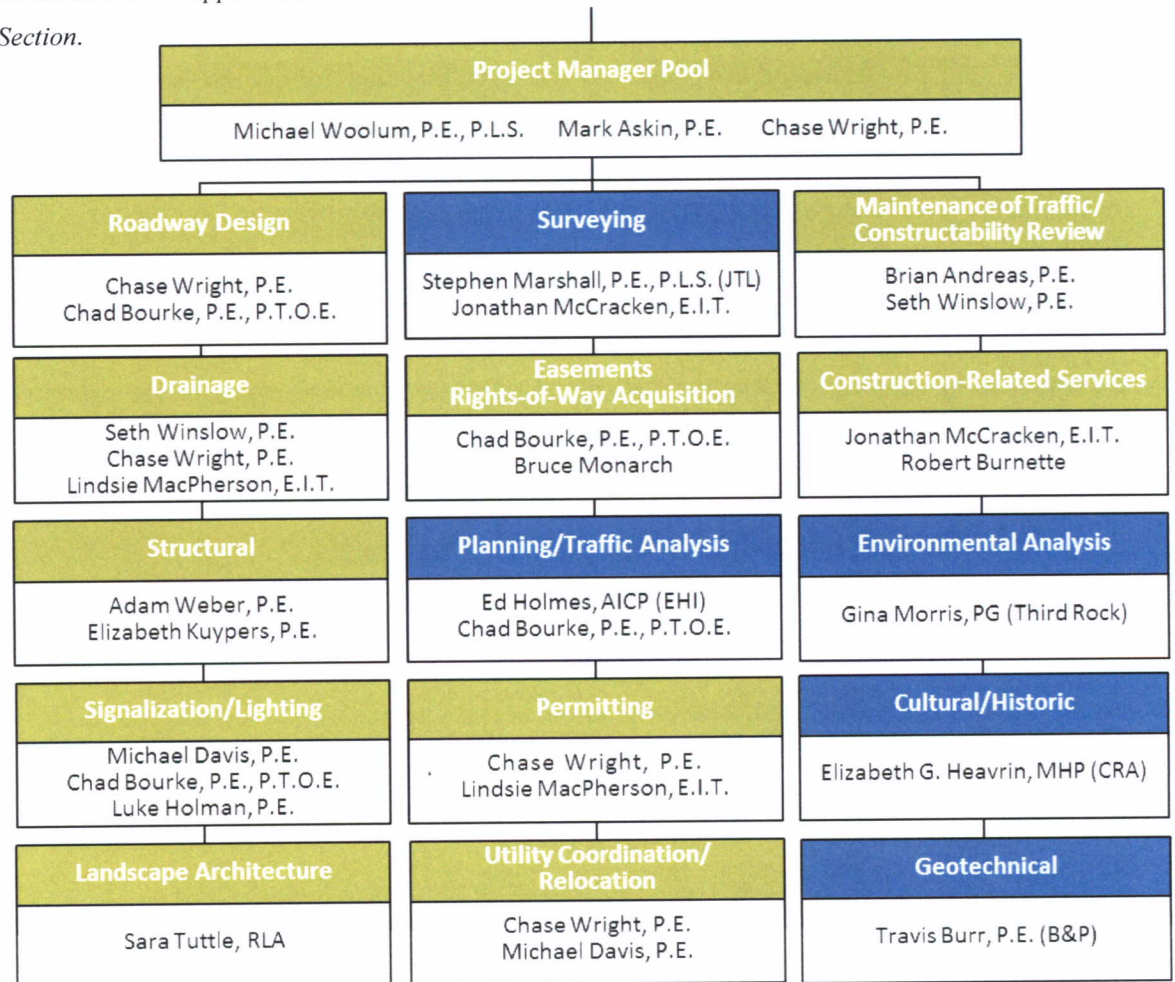 Section.
Project Manager Pool
Michael Woolum, P.E., P.L.S. Mark Askin, P.E. Chase Wright, P.E.
Roadway Design
Chase Wright, P.E.
Chad Bourke, P.E., P.T.O.E.
Surveying
Stephen Marshall, P.E., P.L.S. (JTL)
Jonathan McCracken, E.I.T.
Maintenance of Traffic/
Constructability Review
Brian Andreas, P.E.
Seth Winslow, P.E.
Drainage
Seth Winslow, P.E.
Chase Wright, P.E.
Lindsie MacPherson, E.I.T.
Easements
Rights-of-Way Acquisition
Chad Bourke, P.E., P.T.O.E.
Bruce Monarch
Construction-Related Services
Jonathan McCracken, E.I.T.
Robert Burnette
Structural
Adam Weber, P.E.
Elizabeth Kuypers, P.E.
Planning/Traffic Analysis
Ed Holmes, AICP (EHI)
Chad Bourke, P.E., P.T.O.E.
Environmental Analysis
Gina Morris, PG (Third Rock)
Signalization/Lighting
Michael Davis, P.E.
Chad Bourke, P.E., P.T.O.E.
Luke Holman, P.E.
Permitting
Chase Wright, P.E.
Lindsie MacPherson, E.I.T.
Cultural/Historic
Elizabeth G. Heavrin, MHP (CRA)
Landscape Architecture
Sara Tuttle, RLA
Utility Coordination/
Relocation
Chase Wright, P.E.
Michael Davis, P.E.
Geotechnical
Travis Burr, P.E. (B&P)